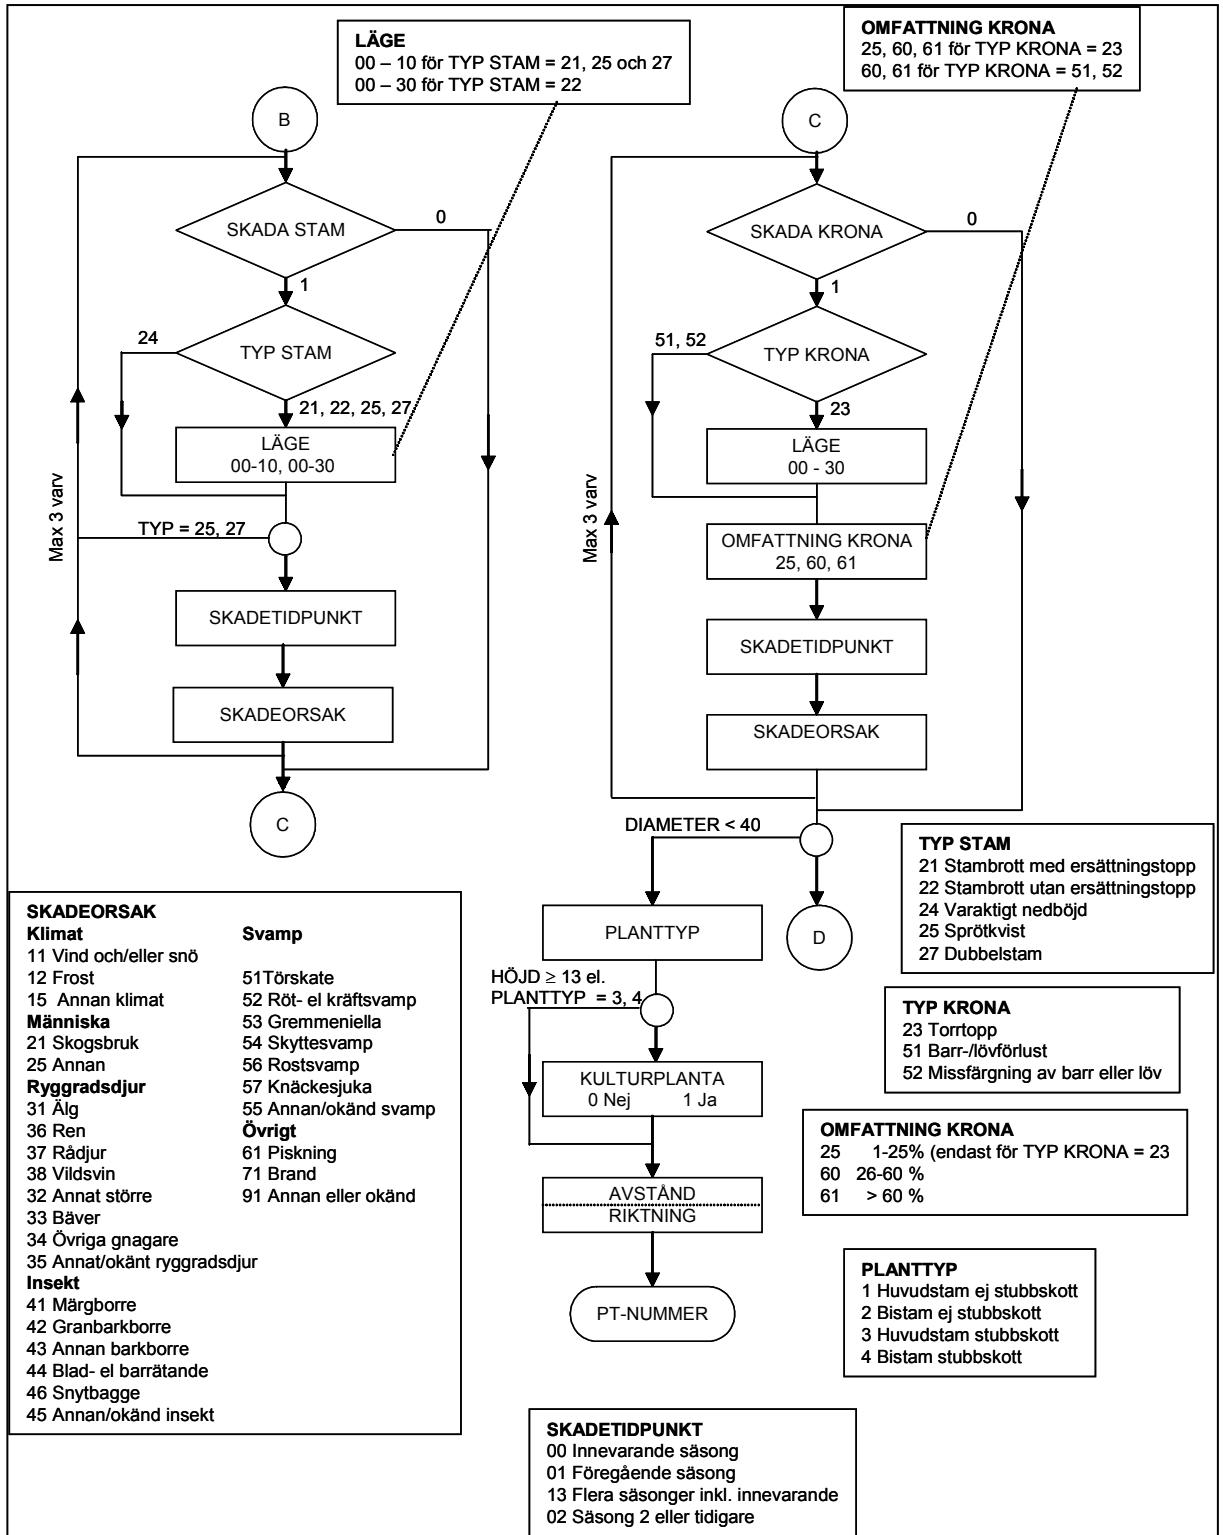 LÄGE
00 – 10 för TYP STAM = 21, 25 och 27
00 – 30 för TYP STAM = 22
OMFATTNING KRONA
25, 60, 61 för TYP KRONA = 23
60, 61 för TYP KRONA = 51, 52
B
SKADA STAM
0
1
TYP STAM
24
21, 22, 25, 27
LÄGE
00-10, 00-30
TYP = 25, 27
Max 3 varv
SKADETIDPUNKT
SKADEORSAK
C
C
SKADA KRONA
0
1
TYP KRONA
51, 52
23
LÄGE
00 - 30
Max 3 varv
OMFATTNING KRONA
25, 60, 61
SKADETIDPUNKT
SKADEORSAK
DIAMETER < 40
D
PLANTTYP
HÖJD ≥ 13 el.
PLANTTYP = 3, 4
KULTURPLANTA
0 Nej 1 Ja
AVSTÅND
RIKTNING
PT-NUMMER
SKADEORSAK
Klimat
11 Vind och/eller snö
12 Frost
15 Annan klimat
Människa
21 Skogsbruk
25 Annan
Ryggradsdjur
31 Älg
36 Ren
37 Rådjur
38 Vildsvin
32 Annat större
33 Bäver
34 Övriga gnagare
35 Annat/okänt ryggradsdjur
Insekt
41 Märgborre
42 Granbarkborre
43 Annan barkborre
44 Blad- el barrätande
46 Snytbagge
45 Annan/okänd insekt
Svamp
51Törskate
52 Röt- el kräftsvamp
53 Gremmeniella
54 Skyttesvamp
56 Rostsvamp
57 Knäckesjuka
55 Annan/okänd svamp
Övrigt
61 Piskning
71 Brand
91 Annan eller okänd
TYP STAM
21 Stambrott med ersättningstopp
22 Stambrott utan ersättningstopp
24 Varaktigt nedböjd
25 Sprötkvist
27 Dubbelstam
TYP KRONA
23 Torrtopp
51 Barr-/lövförlust
52 Missfärgning av barr eller löv
OMFATTNING KRONA
25 1-25% (endast för TYP KRONA = 23
60 26-60 %
61 > 60 %
PLANTTYP
1 Huvudstam ej stubbskott
2 Bistam ej stubbskott
3 Huvudstam stubbskott
4 Bistam stubbskott
SKADETIDPUNKT
00 Innevarande säsong
01 Föregående säsong
13 Flera säsonger inkl. innevarande
02 Säsong 2 eller tidigare